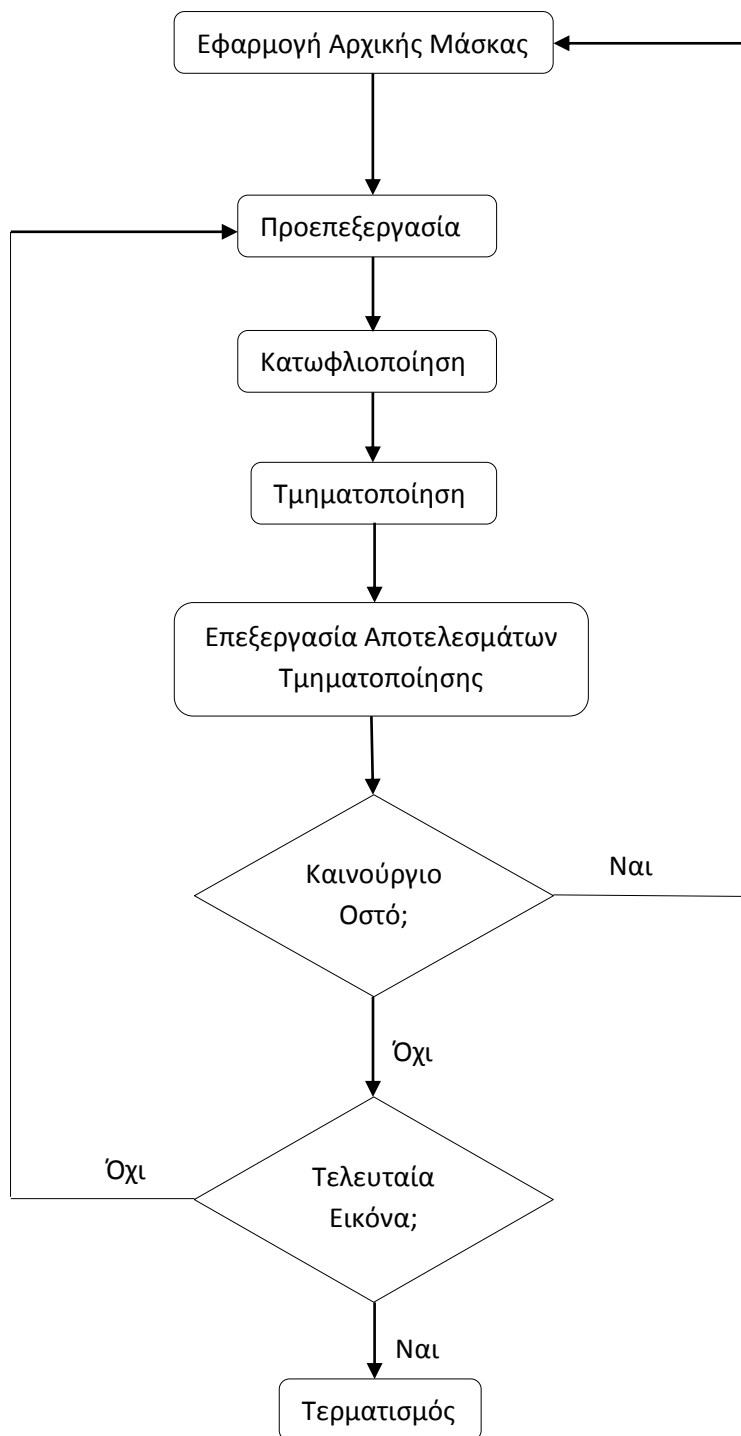 Εφαρμογή Αρχικής Μάσκας
Προεπεξεργασία
Κατωφλιοποίηση
Τμηματοποίηση
Επεξεργασία Αποτελεσμάτων
Τμηματοποίησης
Καινούργιο
Οστό;
Ναι
Όχι
Τελευταία
Εικόνα;
Όχι
Ναι
Τερματισμός